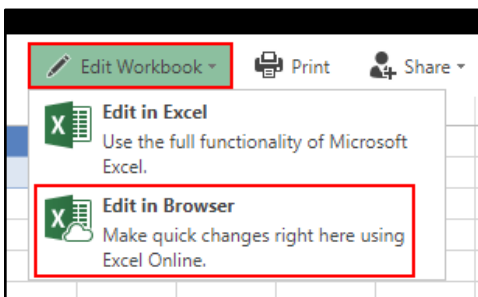 Edit Workbook Print Share
Edit in Excel
Use the full functionality of Microsoft
Excel.
Edit in Browser
Make quick changes right here using
Excel Online.